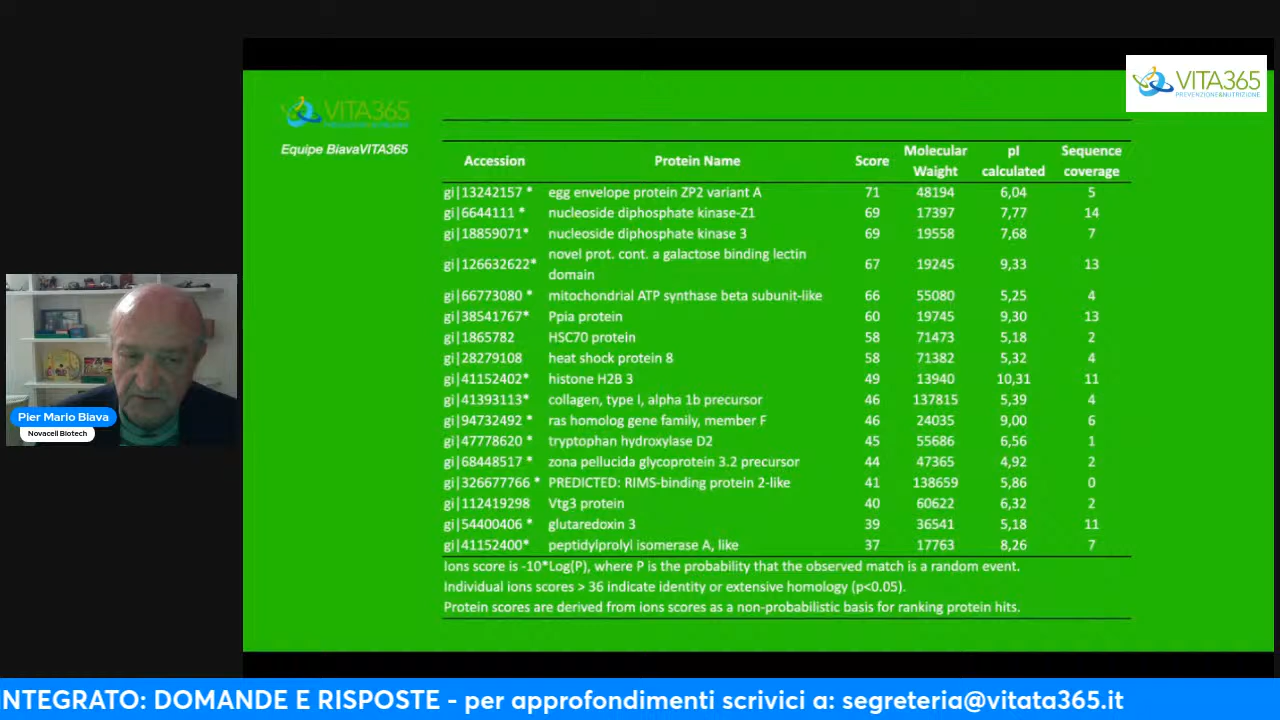 VITA365
PREVENZIONE&NUTRIZIONE
VITA365
Equipe BiavaVITA365
Accession Protein Name Score Molecular Weight pI calculated Sequence coverage
gi|13242157 * egg envelope protein ZP2 variant A 71 48194 6,04 5
gi|6644111 * nucleoside diphosphate kinase-Z1 69 17397 7,77 14
gi|18859071* nucleoside diphosphate kinase 3 69 19558 7,68 7
gi|126632622* novel prot. cont. a galactose binding lectin domain 67 19245 9,33 13
gi|66773080 * mitochondrial ATP synthase beta subunit-like 66 55080 5,25 4
gi|38541767* Ppia protein 60 19745 9,30 13
gi|1865782 HSC70 protein 58 71473 5,18 2
gi|28279108 heat shock protein 8 58 71382 5,32 4
gi|41152402* histone H2B 3 49 13940 10,31 11
gi|41393113* collagen, type I, alpha 1b precursor 46 137815 5,39 4
gi|94732492 * ras homolog gene family, member F 46 24035 9,00 6
gi|47778620 * tryptophan hydroxylase D2 45 55686 6,56 1
gi|68448517 * zona pellucida glycoprotein 3.2 precursor 44 47365 4,92 2
gi|326677766 * PREDICTED: RIMS-binding protein 2-like 41 138659 5,86 0
gi|112419298 Vtg3 protein 40 60622 6,32 2
gi|54400406 * glutaredoxin 3 39 36541 5,18 11
gi|41152400* peptidylprolyl isomerase A, like 37 17763 8,26 7
Ions score is -10*Log(P), where P is the probability that the observed match is a random event.
Individual ions scores > 36 indicate identity or extensive homology (p<0.05).
Protein scores are derived from ions scores as a non-probabilistic basis for ranking protein hits.
Pier Mario Biava
Novacell Biotech
INTEGRATO: DOMANDE E RISPOSTE - per approfondimenti scrivici a: segreteria@vitata365.it